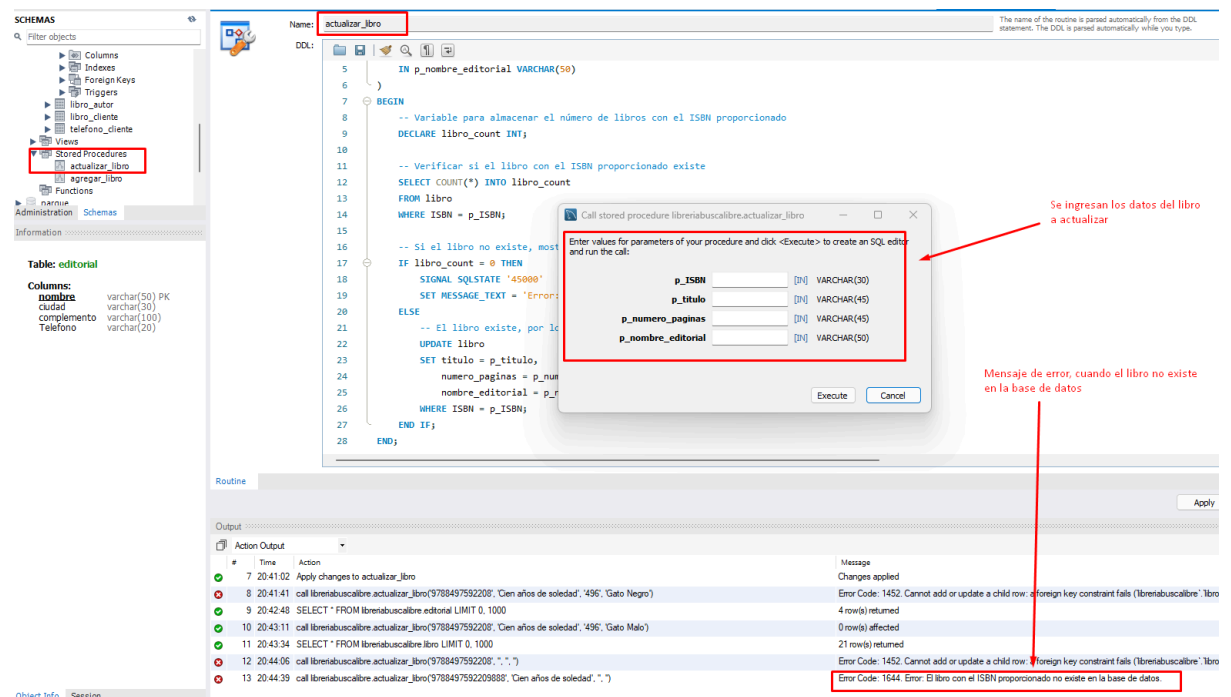 SCHEMAS
Filter objects
Columns
Indexes
Foreign Keys
Triggers
libro_autor
libro_cliente
telefono_cliente
Views
Stored Procedures
actualizar_libro
agregar_libro
Functions
parque
Administration Schemas
Information
Table: editorial
Columns:
nombre varchar(50) PK
ciudad varchar(30)
complemento varchar(100)
Telefono varchar(20)
Object Info Session
Name: actualizar_libro
The name of the routine is parsed automatically from the DDL
statement. The DDL is parsed automatically while you type.
DDL:
5 IN p_nombre_editorial VARCHAR(50)
6 )
7 BEGIN
8 -- Variable para almacenar el número de libros con el ISBN proporcionado
9 DECLARE libro_count INT;
10
11 -- Verificar si el libro con el ISBN proporcionado existe
12 SELECT COUNT(*) INTO libro_count
13 FROM libro
14 WHERE ISBN = p_ISBN;
15
16 -- Si el libro no existe, most
17 IF libro_count = 0 THEN
18 SIGNAL SQLSTATE '45000'
19 SET MESSAGE_TEXT = 'Error:
20 ELSE
21 -- El libro existe, por lo
22 UPDATE libro
23 SET titulo = p_titulo,
24 numero_paginas = p_num
25 nombre_editorial = p_n
26 WHERE ISBN = p_ISBN;
27 END IF;
28 END;
Call stored procedure libreriabuscalibre.actualizar_libro
Enter values for parameters of your procedure and click <Execute> to create an SQL editor
and run the call:
p_ISBN [IN] VARCHAR(30)
p_titulo [IN] VARCHAR(45)
p_numero_paginas [IN] VARCHAR(45)
p_nombre_editorial [IN] VARCHAR(50)
Execute Cancel
Se ingresan los datos del libro
a actualizar
Mensaje de error, cuando el libro no existe
en la base de datos
Routine
Apply
Output
Action Output
# Time Action Message
7 20:41:02 Apply changes to actualizar_libro Changes applied
8 20:41:41 call libreriabuscalibre.actualizar_libro('9788497592208', 'Cien años de soledad', '496', 'Gato Negro') Error Code: 1452. Cannot add or update a child row: a foreign key constraint fails (`libreriabuscalibre`.`libro
9 20:42:48 SELECT * FROM libreriabuscalibre.editorial LIMIT 0, 1000 4 row(s) returned
10 20:43:11 call libreriabuscalibre.actualizar_libro('9788497592208', 'Cien años de soledad', '496', 'Gato Malo') 0 row(s) affected
11 20:43:34 SELECT * FROM libreriabuscalibre.libro LIMIT 0, 1000 21 row(s) returned
12 20:44:06 call libreriabuscalibre.actualizar_libro('9788497592208', '', '', '') Error Code: 1452. Cannot add or update a child row: a foreign key constraint fails (`libreriabuscalibre`.`libro
13 20:44:39 call libreriabuscalibre.actualizar_libro('9788497592209888', 'Cien años de soledad', '', '') Error Code: 1644. Error: El libro con el ISBN proporcionado no existe en la base de datos.